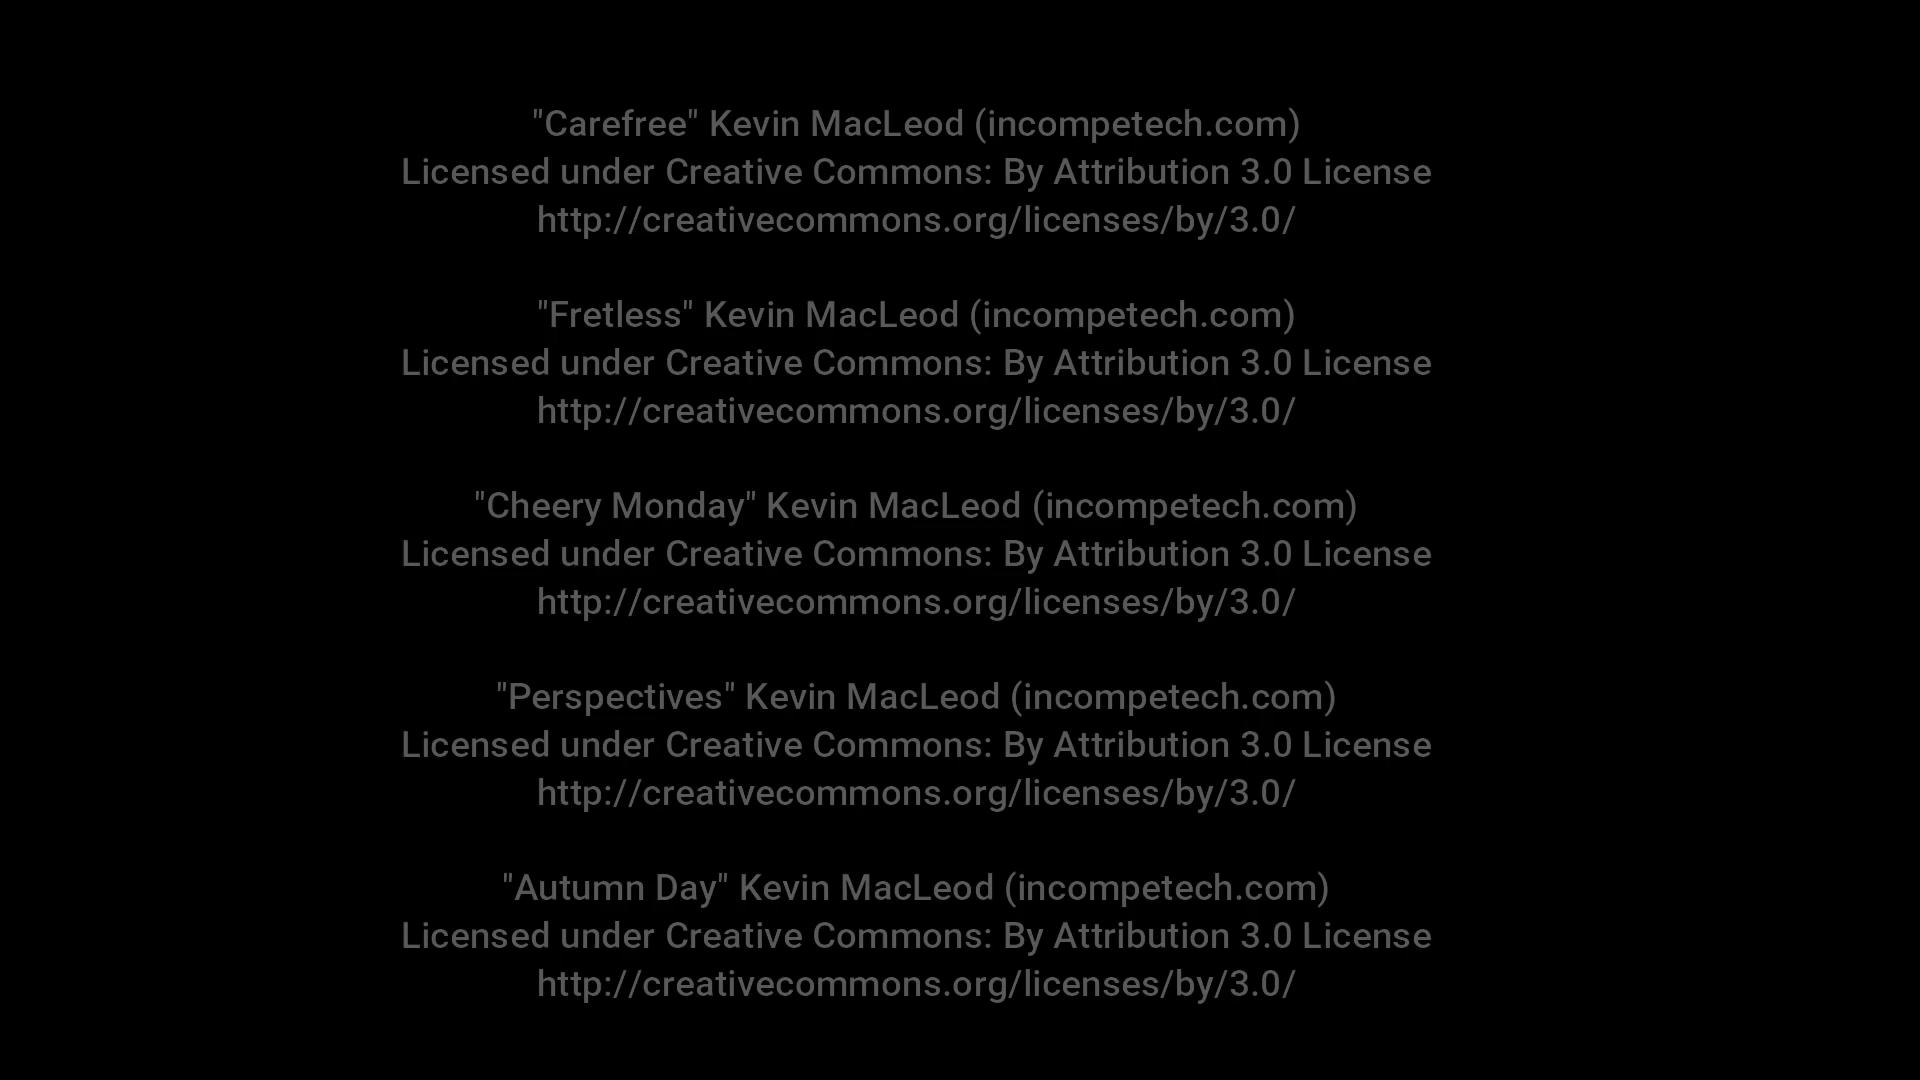 "Carefree" Kevin MacLeod (incompetech.com)
Licensed under Creative Commons: By Attribution 3.0 License
http://creativecommons.org/licenses/by/3.0/
"Fretless" Kevin MacLeod (incompetech.com)
Licensed under Creative Commons: By Attribution 3.0 License
http://creativecommons.org/licenses/by/3.0/
"Cheery Monday" Kevin MacLeod (incompetech.com)
Licensed under Creative Commons: By Attribution 3.0 License
http://creativecommons.org/licenses/by/3.0/
"Perspectives" Kevin MacLeod (incompetech.com)
Licensed under Creative Commons: By Attribution 3.0 License
http://creativecommons.org/licenses/by/3.0/
"Autumn Day" Kevin MacLeod (incompetech.com)
Licensed under Creative Commons: By Attribution 3.0 License
http://creativecommons.org/licenses/by/3.0/